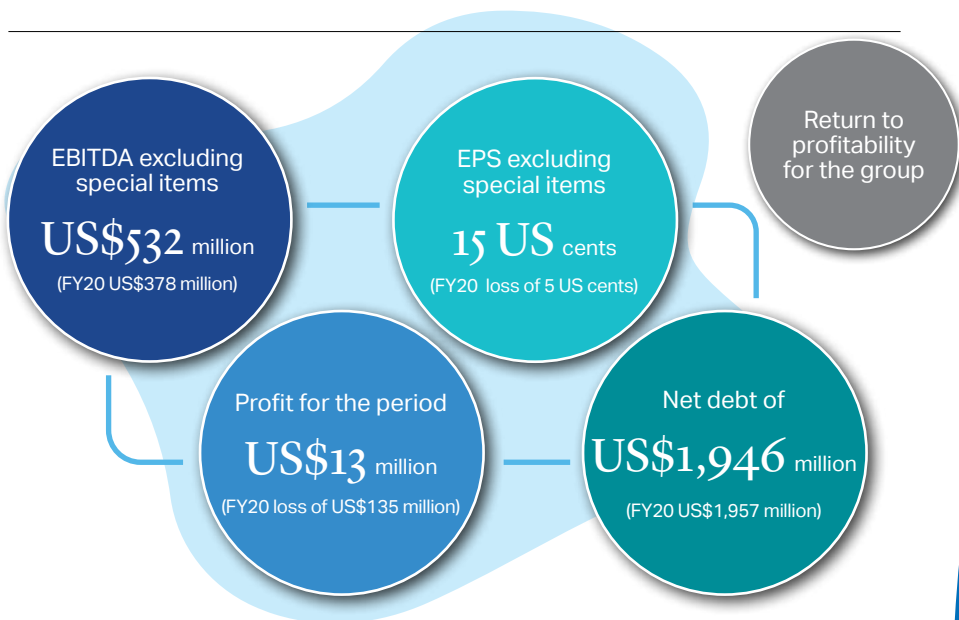 EBITDA excluding
special items
US$532 million
(FY20 US$378 million)
EPS excluding
special items
15 US cents
(FY20 loss of 5 US cents)
Return to
profitability
for the group
Profit for the period
US$13 million
(FY20 loss of US$135 million)
Net debt of
US$1,946 million
(FY20 US$1,957 million)